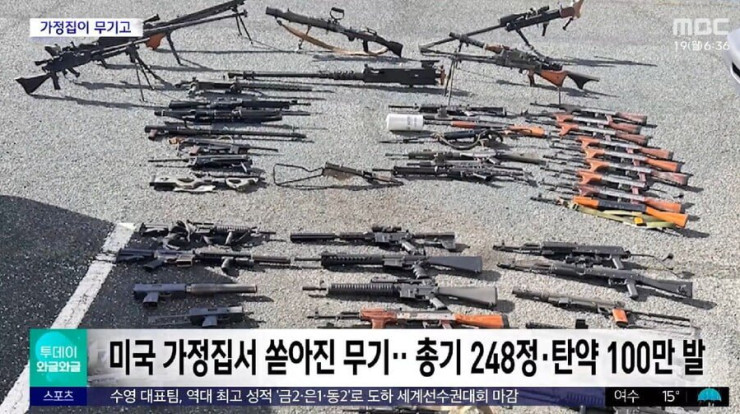 가정집이 무기고
MBC
19(월) 6:36
투데이
와글와글
미국 가정집서 쏟아진 무기‥ 총기 248정·탄약 100만 발
스포츠 수영 대표팀, 역대 최고 성적 '금2·은1·동2'로 도하 세계선수권대회 마감 여수 15°